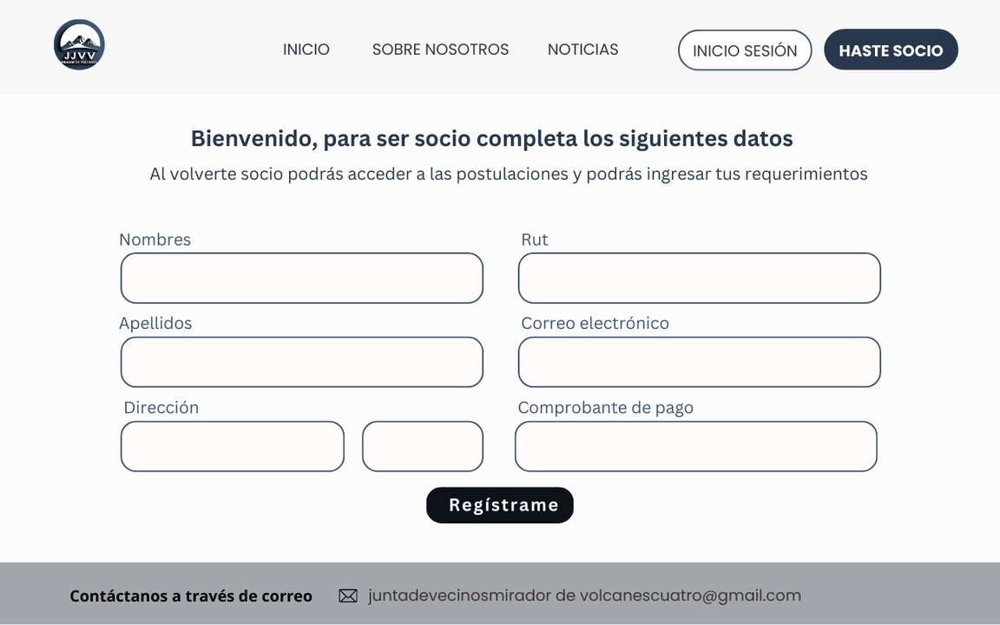 JJVV
MIRADOR DE VOLCANES
INICIO
SOBRE NOSOTROS
NOTICIAS
INICIO SESIÓN
HASTE SOCIO
Bienvenido, para ser socio completa los siguientes datos
Al volverte socio podrás acceder a las postulaciones y podrás ingresar tus requerimientos
Nombres
Rut
Apellidos
Correo electrónico
Dirección
Comprobante de pago
Regístrame
Contáctanos a través de correo
juntadevecinosmirador de volcanescuatro@gmail.com